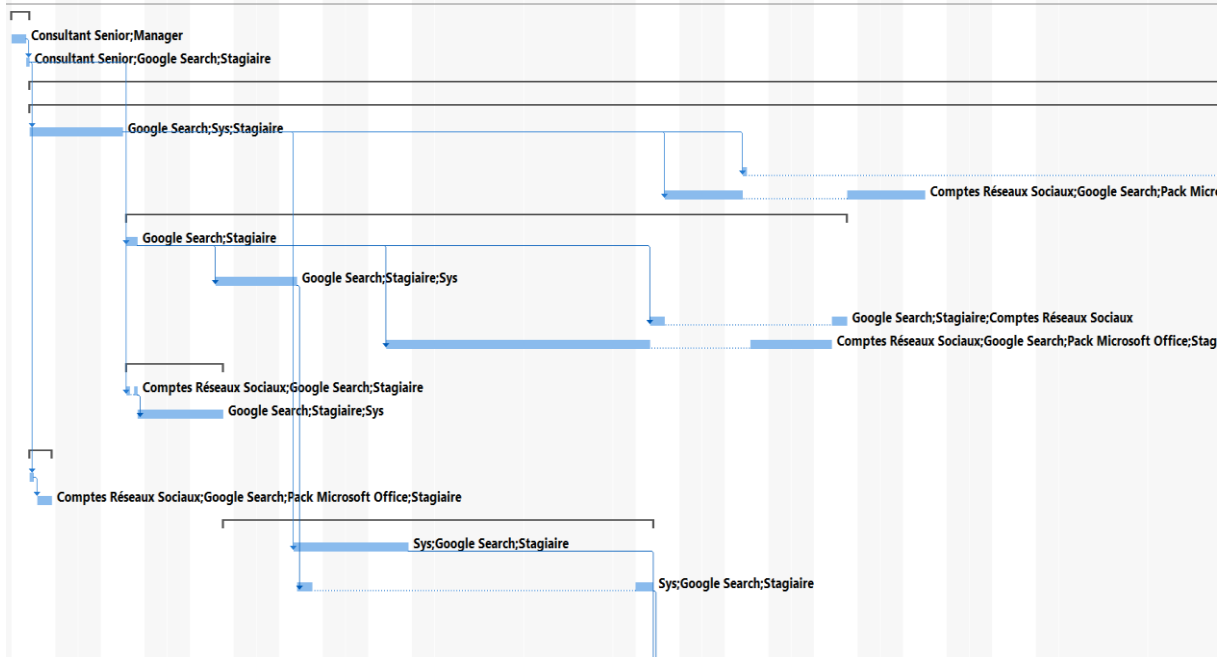 Consultant Senior;Manager
Consultant Senior;Google Search;Stagiaire
Google Search;Sys;Stagiaire
Comptes Réseaux Sociaux;Google Search;Pack Micro
Google Search;Stagiaire
Google Search;Stagiaire;Sys
Google Search;Stagiaire;Comptes Réseaux Sociaux
Comptes Réseaux Sociaux;Google Search;Pack Microsoft Office;Stag
Comptes Réseaux Sociaux;Google Search;Stagiaire
Google Search;Stagiaire;Sys
Comptes Réseaux Sociaux;Google Search;Pack Microsoft Office;Stagiaire
Sys;Google Search;Stagiaire
Sys;Google Search;Stagiaire